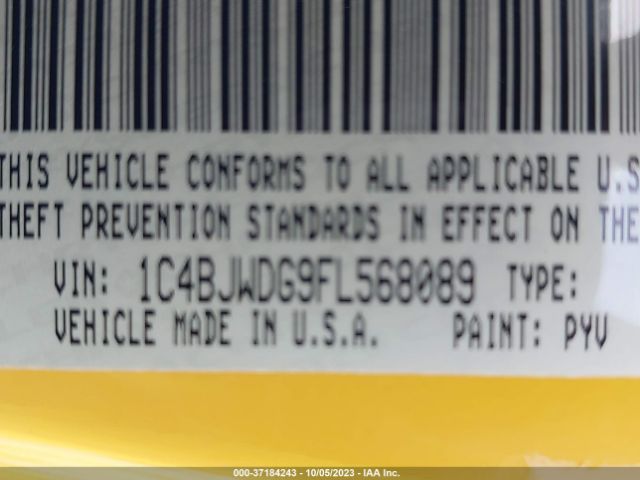 THIS VEHICLE CONFORMS TO ALL APPLICABLE U.S
THEFT PREVENTION STANDARDS IN EFFECT ON THE
VIN: 1C4BJWDG9FL568089 TYPE:
VEHICLE MADE IN U.S.A. PAINT: PYV
000-37184243 - 10/05/2023 - IAA Inc.